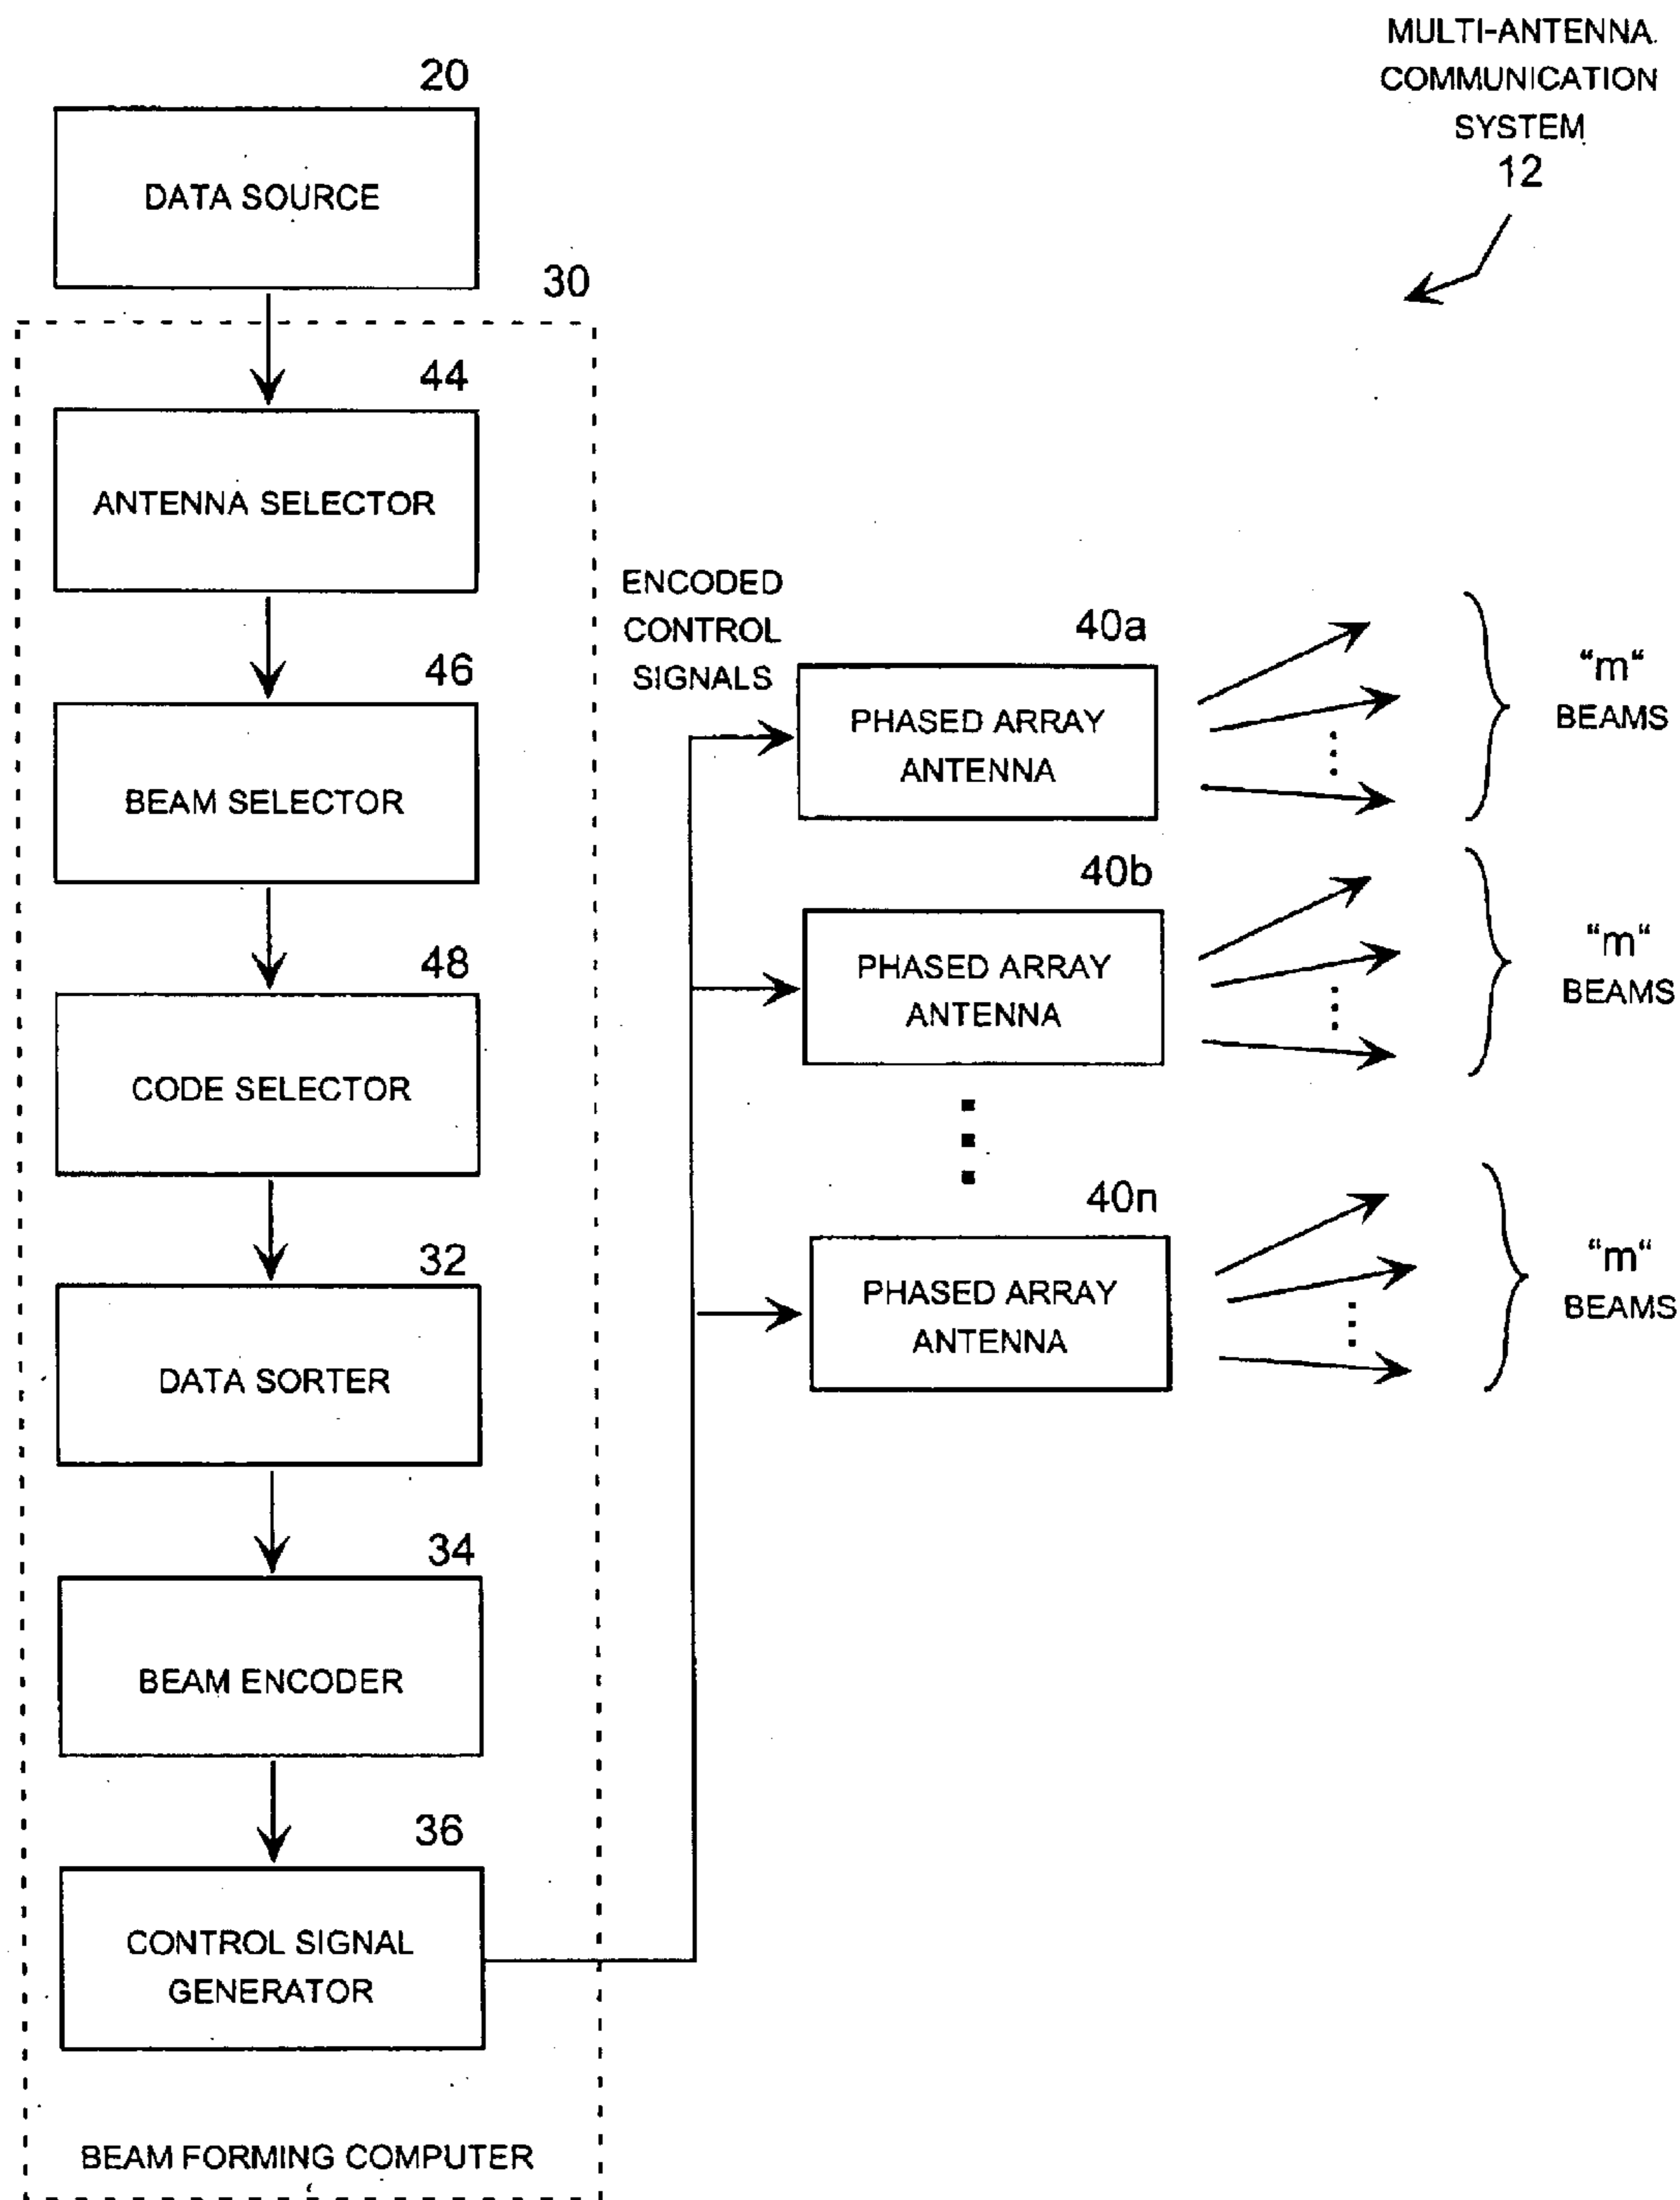 MULTI-ANTENNA
COMMUNICATION
SYSTEM
12
20
DATA SOURCE
30
44
ANTENNA SELECTOR
46
BEAM SELECTOR
48
CODE SELECTOR
32
DATA SORTER
34
BEAM ENCODER
36
CONTROL SIGNAL
GENERATOR
BEAM FORMING COMPUTER
ENCODED
CONTROL
SIGNALS
40a
PHASED ARRAY
ANTENNA
“m“
BEAMS
40b
PHASED ARRAY
ANTENNA
“m“
BEAMS
40n
PHASED ARRAY
ANTENNA
“m“
BEAMS